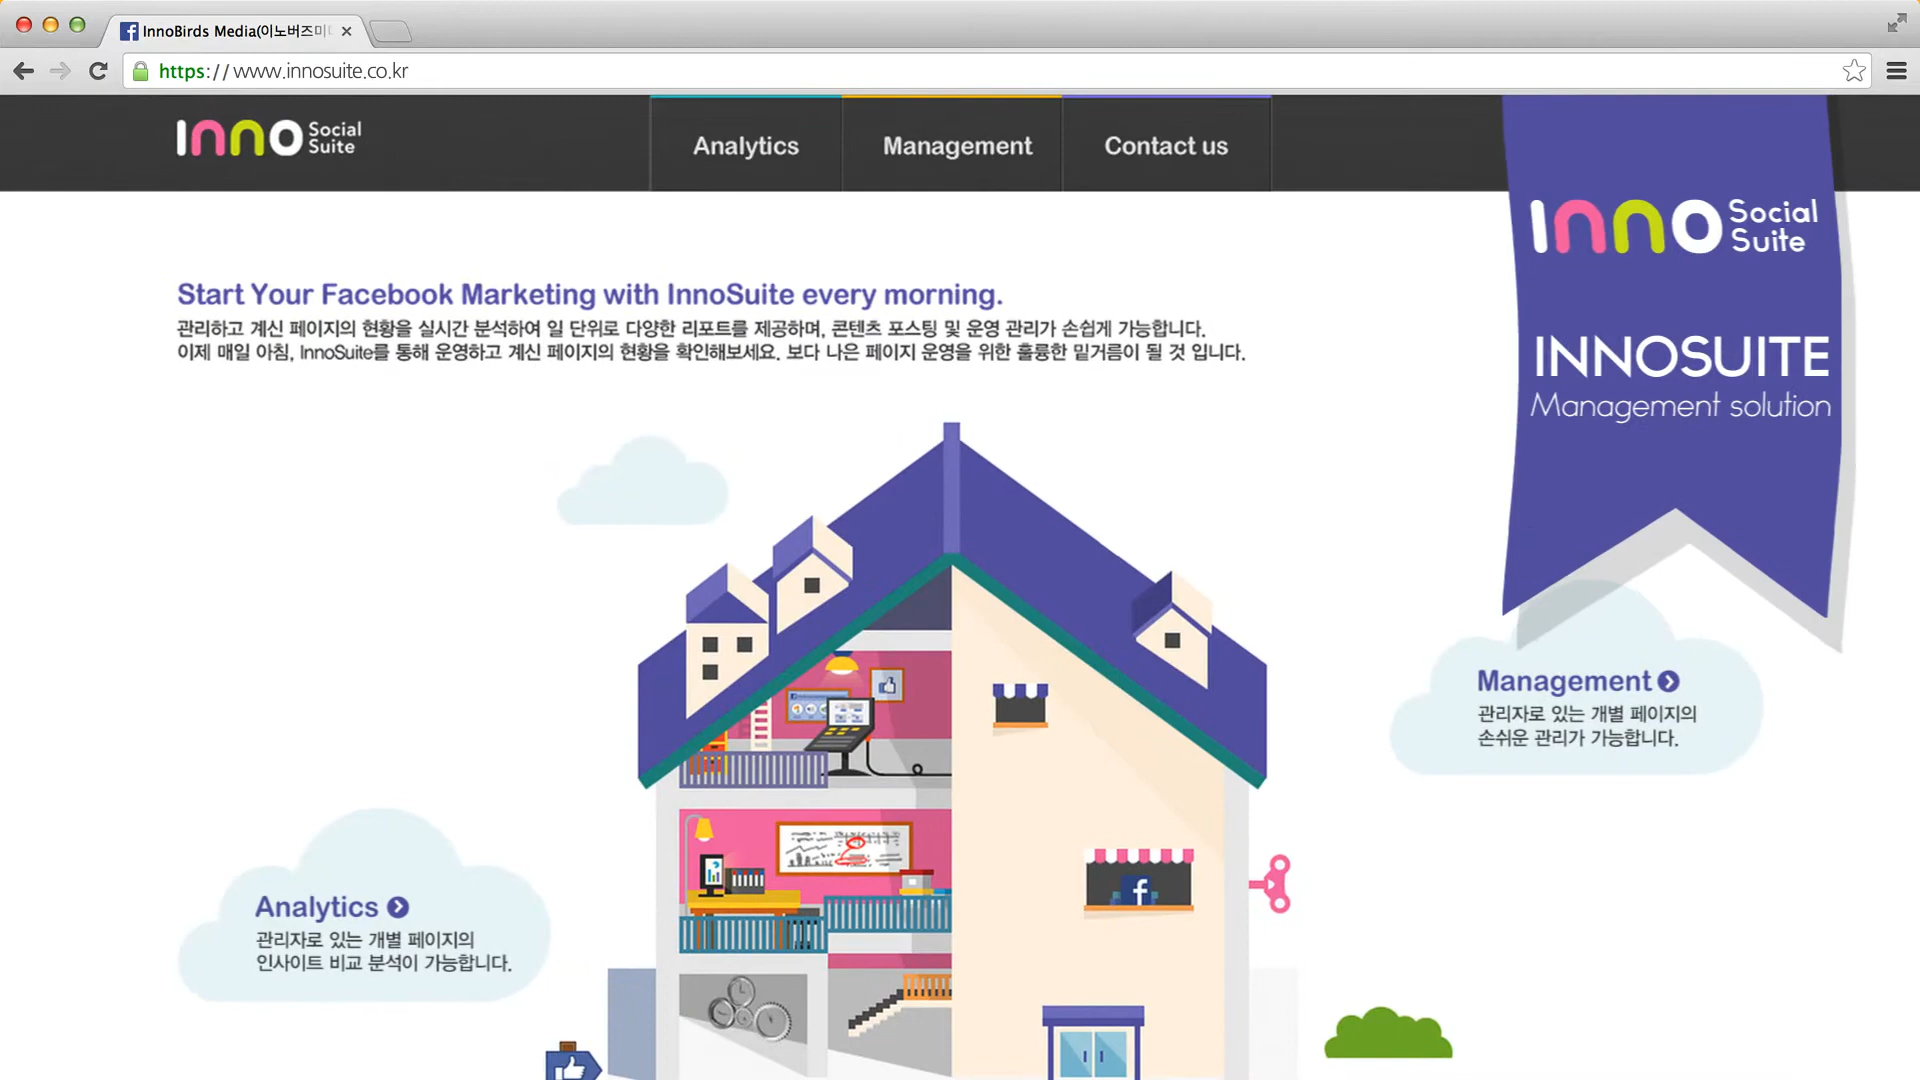 InnoBirds Media(이노버즈미
https://www.innosuite.co.kr
Inno Social Suite
Analytics
Management
Contact us
Inno Social Suite
INNOSUITE
Management solution
Start Your Facebook Marketing with InnoSuite every morning.
관리하고 계신 페이지의 현황을 실시간 분석하여 일 단위로 다양한 리포트를 제공하며, 콘텐츠 포스팅 및 운영 관리가 손쉽게 가능합니다.
이제 매일 아침, InnoSuite를 통해 운영하고 계신 페이지의 현황을 확인해보세요. 보다 나은 페이지 운영을 위한 훌륭한 밑거름이 될 것 입니다.
Management
관리자로 있는 개별 페이지의
손쉬운 관리가 가능합니다.
Analytics
관리자로 있는 개별 페이지의
인사이트 비교 분석이 가능합니다.